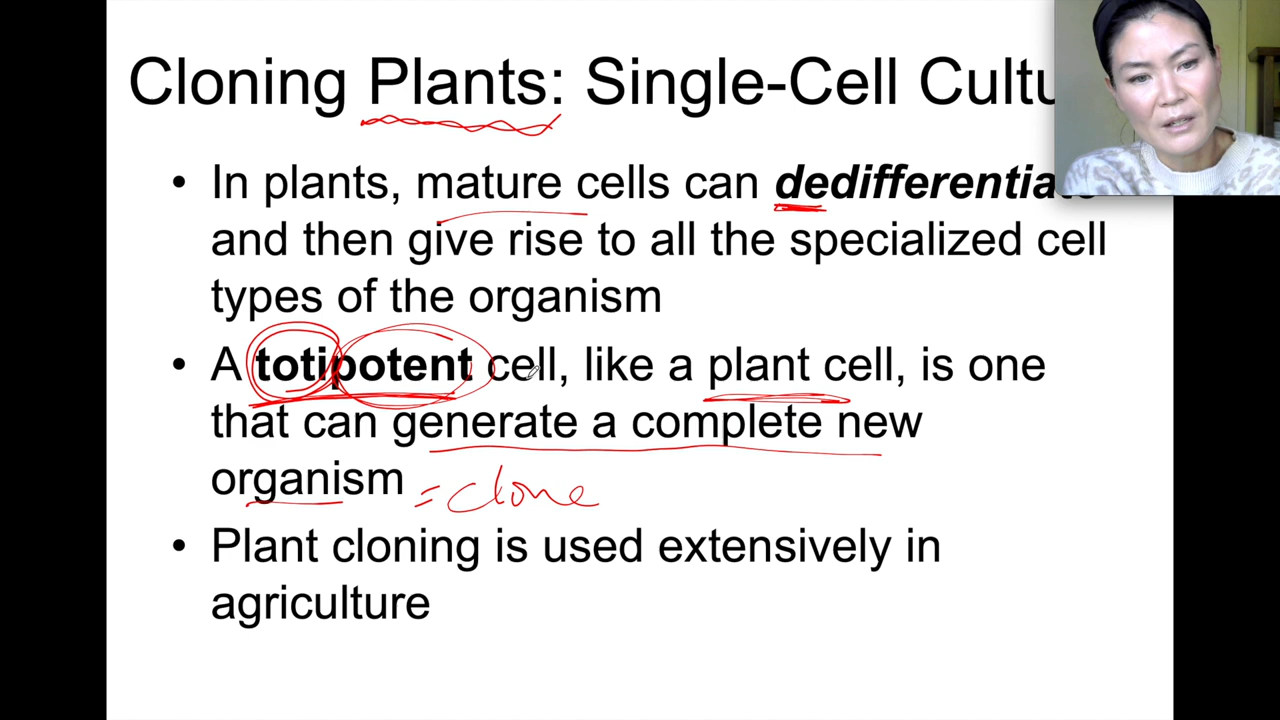 Cloning Plants: Single-Cell Cultu
• In plants, mature cells can dedifferentiate
and then give rise to all the specialized cell
types of the organism
• A totipotent cell, like a plant cell, is one
that can generate a complete new
organism = clone
• Plant cloning is used extensively in
agriculture